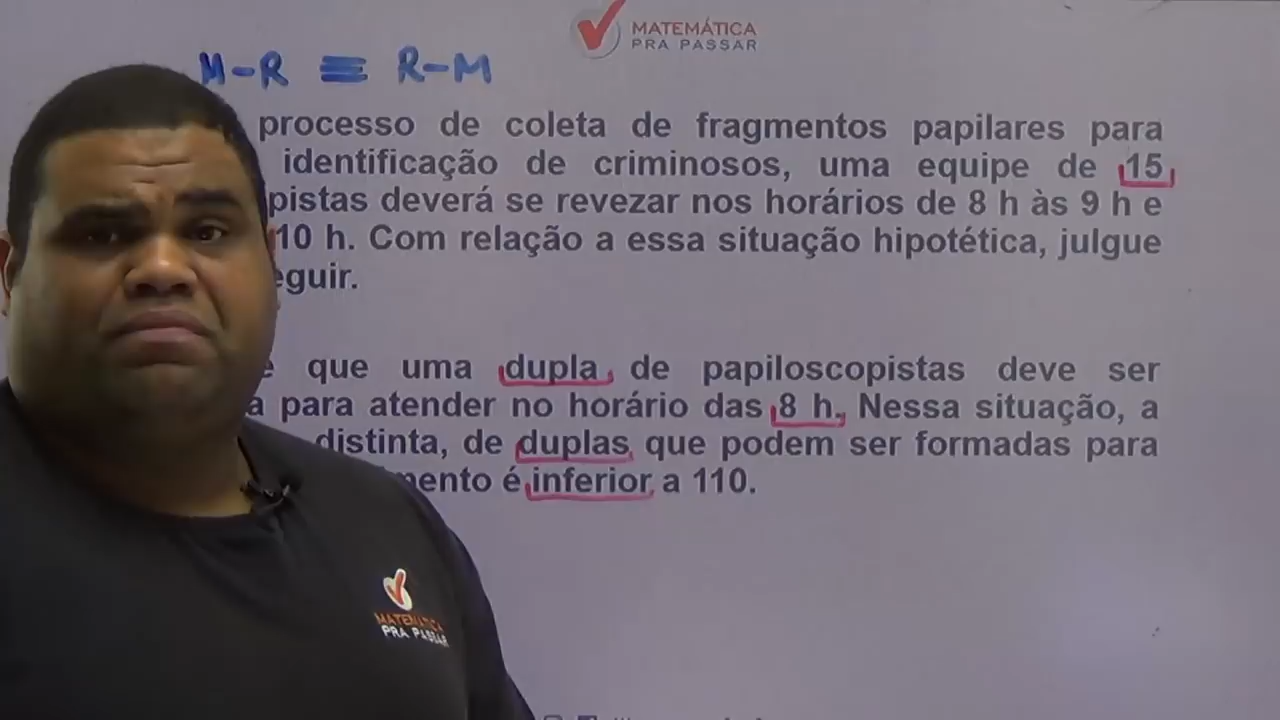 MATEMÁTICA
PRA PASSAR
M-R ≡ R-M
processo de coleta de fragmentos papilares para
identificação de criminosos, uma equipe de 15
pistas deverá se revezar nos horários de 8 h às 9 h e
10 h. Com relação a essa situação hipotética, julgue
eguir.
que uma dupla de papiloscopistas deve ser
a para atender no horário das 8 h. Nessa situação, a
distinta, de duplas que podem ser formadas para
mento é inferior a 110.
MATEMÁTICA
PRA PASSAR